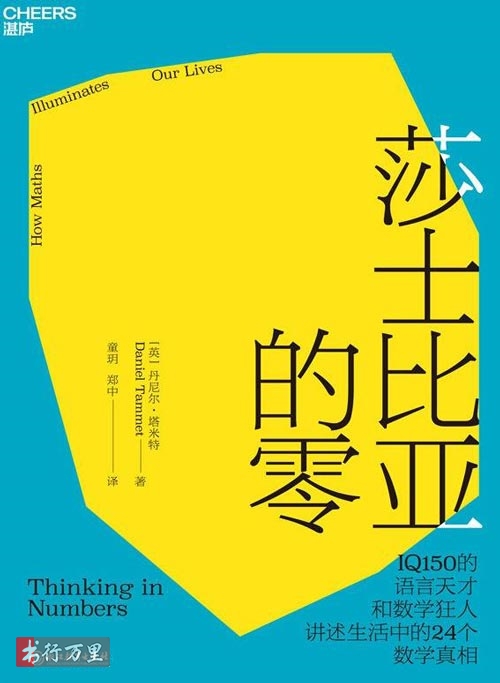 CHEERS
湛庐
How Maths
Illuminates
Our Lives
莎士比亚
的零
[英]丹尼尔·塔米特
Daniel Tammet——著
童玥 郑中——译
Thinking in
Numbers
IQ150的
语言天才
和数学狂人
讲述生活中的24个
数学真相
书行万里